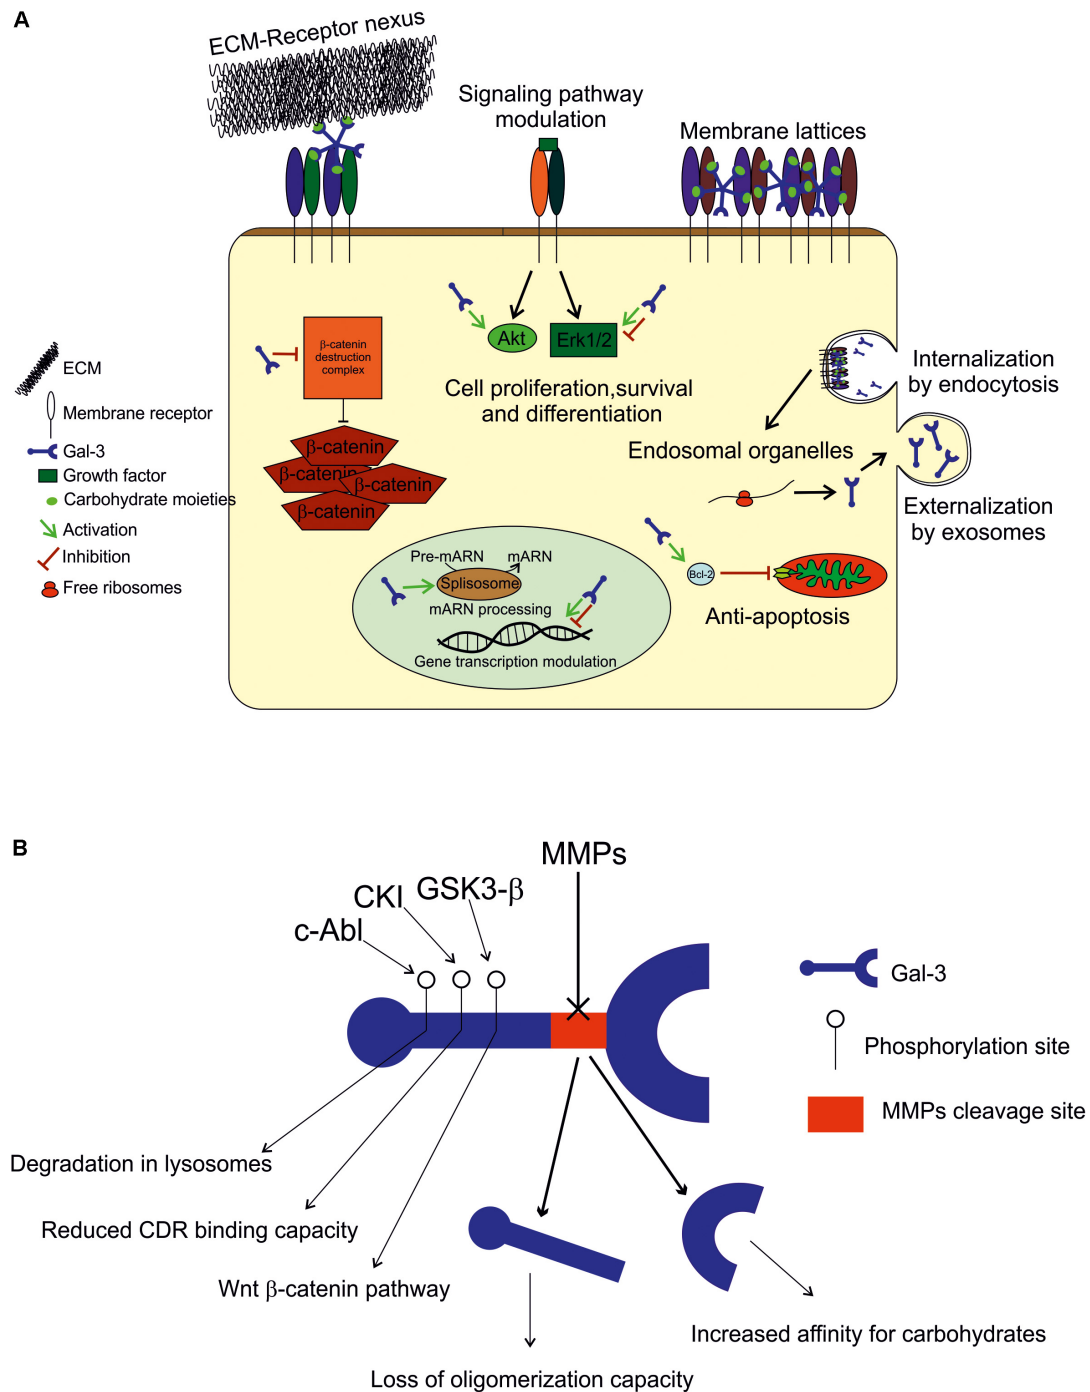 A
ECM-Receptor nexus
Signaling pathway
modulation
Membrane lattices
Akt
Erk1/2
β-catenin
destruction
complex
Cell proliferation,survival
and differentiation
β-catenin
β-catenin
β-catenin
β-catenin
Internalization
by endocytosis
Endosomal organelles
Externalization
by exosomes
Bcl-2
Anti-apoptosis
Pre-mARN
mARN
Splisosome
mARN processing
Gene transcription modulation
ECM
Membrane receptor
Gal-3
Growth factor
Carbohydrate moieties
Activation
Inhibition
Free ribosomes
B
MMPs
GSK3-β
CKI
c-Abl
Gal-3
Phosphorylation site
MMPs cleavage site
Degradation in lysosomes
Reduced CDR binding capacity
Wnt β-catenin pathway
Increased affinity for carbohydrates
Loss of oligomerization capacity